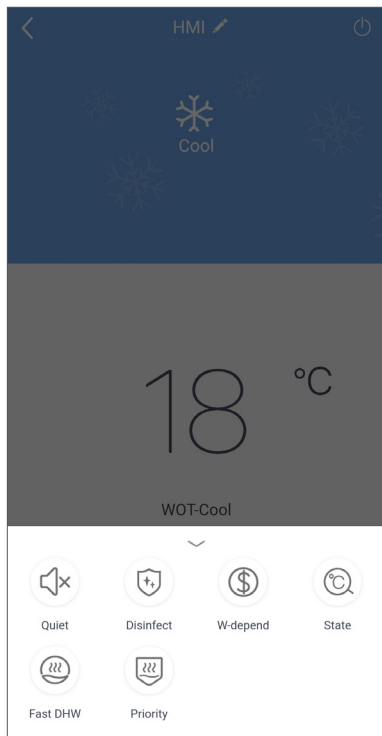 HMI
Cool
18 °C
WOT-Cool
Quiet Disinfect W-depend State
Fast DHW Priority